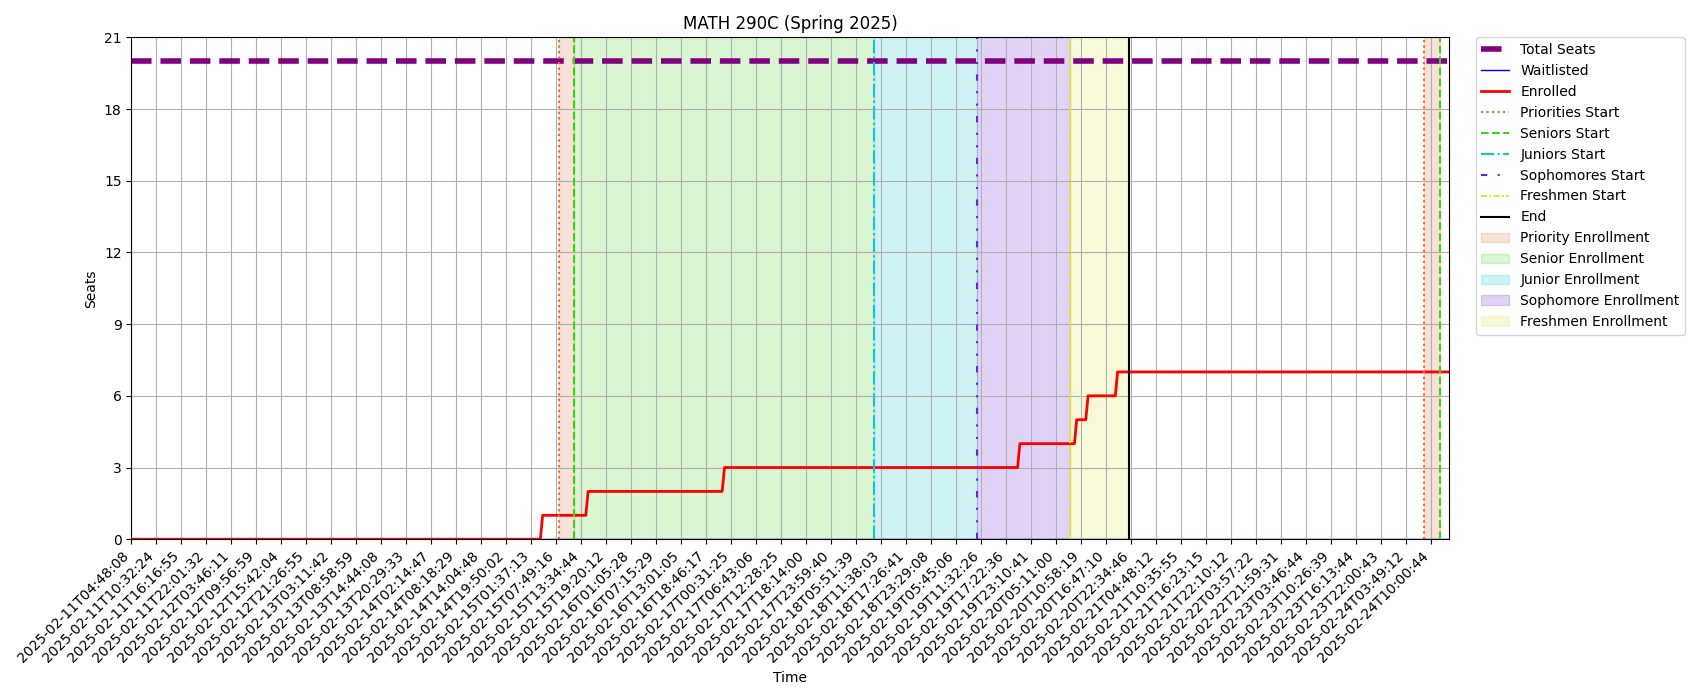 MATH 290C (Spring 2025)
21
18
15
12
9
6
3
0
Seats
2025-02-11T04:48:08
2025-02-11T10:32:24
2025-02-11T16:16:55
2025-02-11T22:01:32
2025-02-12T03:46:11
2025-02-12T09:56:59
2025-02-12T15:42:04
2025-02-12T21:26:55
2025-02-13T03:11:42
2025-02-13T08:58:59
2025-02-13T14:44:08
2025-02-13T20:29:33
2025-02-14T02:14:47
2025-02-14T08:18:29
2025-02-14T14:04:48
2025-02-14T19:50:02
2025-02-15T01:37:13
2025-02-15T07:49:16
2025-02-15T13:34:44
2025-02-15T19:20:12
2025-02-16T01:05:28
2025-02-16T07:15:29
2025-02-16T13:01:05
2025-02-16T18:46:17
2025-02-17T00:31:25
2025-02-17T06:43:06
2025-02-17T12:28:25
2025-02-17T18:14:00
2025-02-17T23:59:40
2025-02-18T05:51:39
2025-02-18T11:38:03
2025-02-18T17:26:41
2025-02-18T23:29:08
2025-02-19T05:45:06
2025-02-19T11:32:26
2025-02-19T17:22:36
2025-02-19T23:10:41
2025-02-20T05:11:00
2025-02-20T10:58:19
2025-02-20T16:47:10
2025-02-20T22:34:46
2025-02-21T04:48:12
2025-02-21T10:35:55
2025-02-21T16:23:15
2025-02-21T22:10:12
2025-02-22T03:57:22
2025-02-22T21:59:31
2025-02-23T03:46:44
2025-02-23T10:26:39
2025-02-23T16:13:44
2025-02-23T22:00:43
2025-02-24T03:49:12
2025-02-24T10:00:44
Time
Total Seats
Waitlisted
Enrolled
Priorities Start
Seniors Start
Juniors Start
Sophomores Start
Freshmen Start
End
Priority Enrollment
Senior Enrollment
Junior Enrollment
Sophomore Enrollment
Freshmen Enrollment